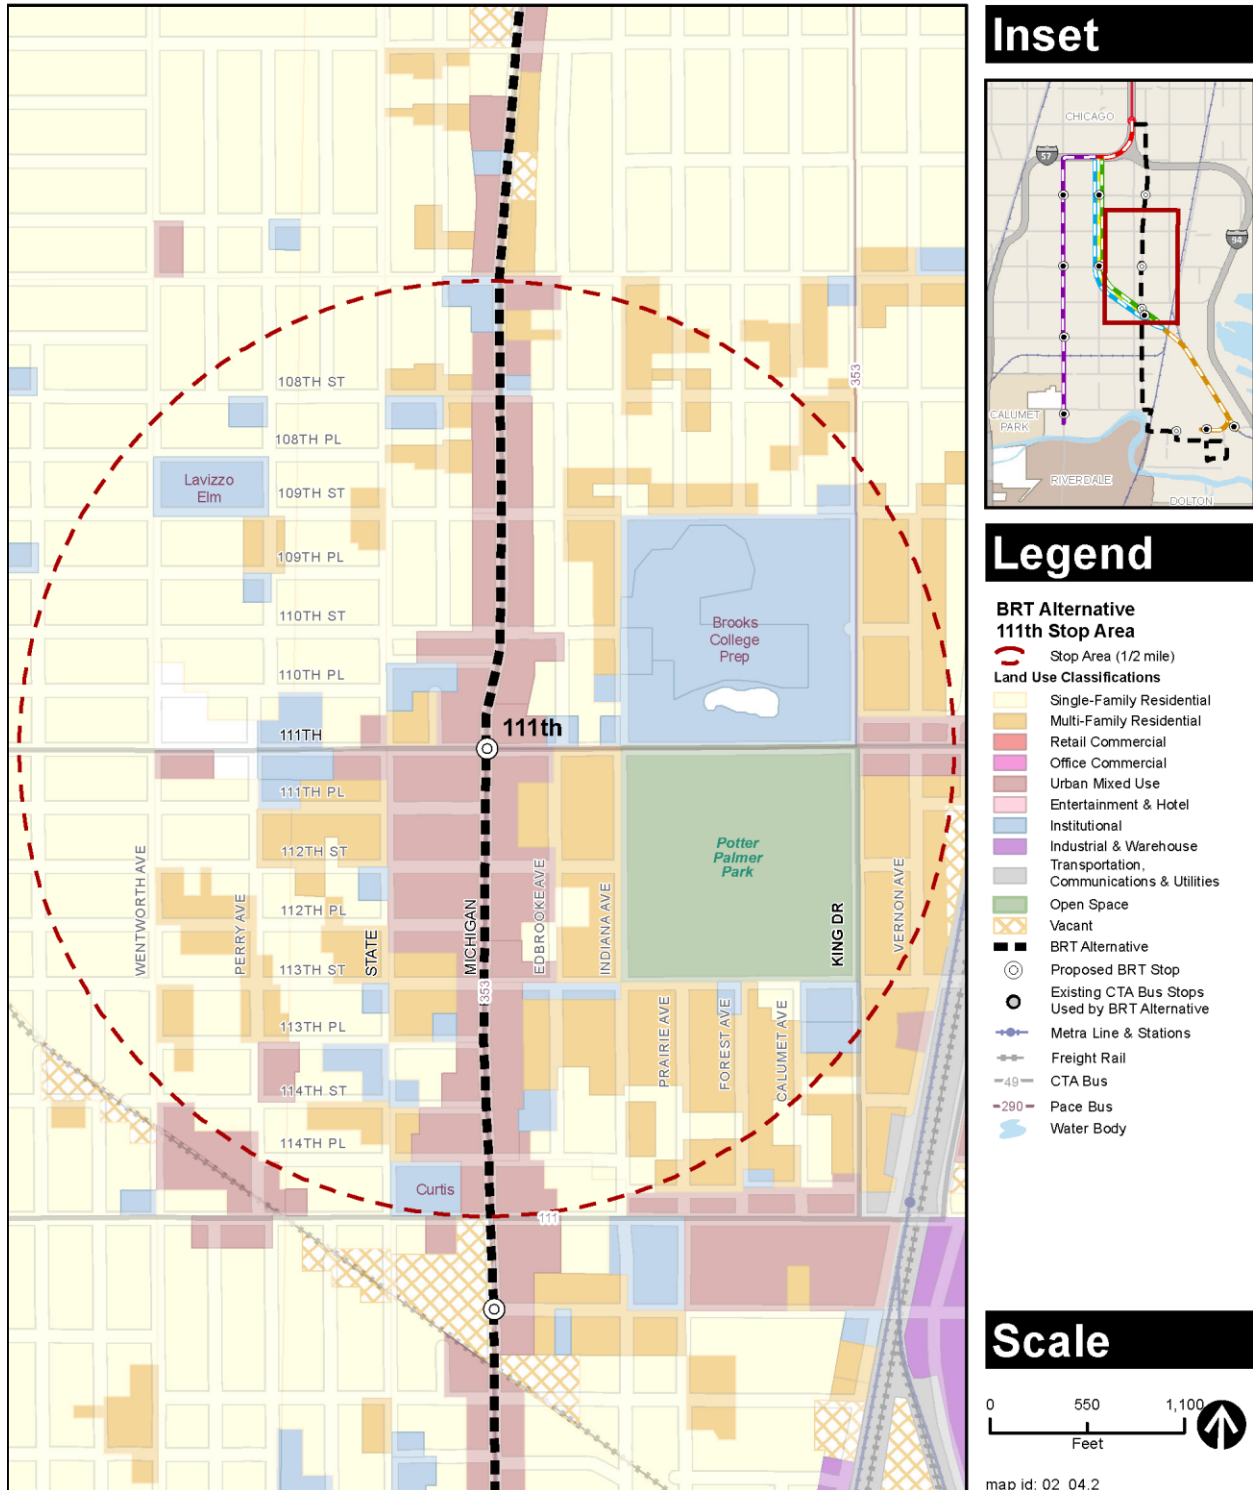 108TH ST
108TH PL
Lavizzo
Elm
109TH ST
109TH PL
110TH ST
110TH PL
111TH
111th
111TH PL
112TH ST
112TH PL
113TH ST
113TH PL
114TH ST
114TH PL
Brooks
College
Prep
Potter
Palmer
Park
WENTWORTH AVE
PERRY AVE
STATE
MICHIGAN
EDBROOKE AVE
INDIANA AVE
KING DR
VERNON AVE
PRAIRIE AVE
FOREST AVE
CALUMET AVE
353
353
Curtis
111
Inset
CHICAGO
57
94
CALUMET
PARK
RIVERDALE
DOLTON
Legend
BRT Alternative
111th Stop Area
Stop Area (1/2 mile)
Land Use Classifications
Single-Family Residential
Multi-Family Residential
Retail Commercial
Office Commercial
Urban Mixed Use
Entertainment & Hotel
Institutional
Industrial & Warehouse
Transportation,
Communications & Utilities
Open Space
Vacant
BRT Alternative
Proposed BRT Stop
Existing CTA Bus Stops
Used by BRT Alternative
Metra Line & Stations
Freight Rail
49 CTA Bus
290 Pace Bus
Water Body
Scale
0 550 1,100
Feet
map id: 02_04.2